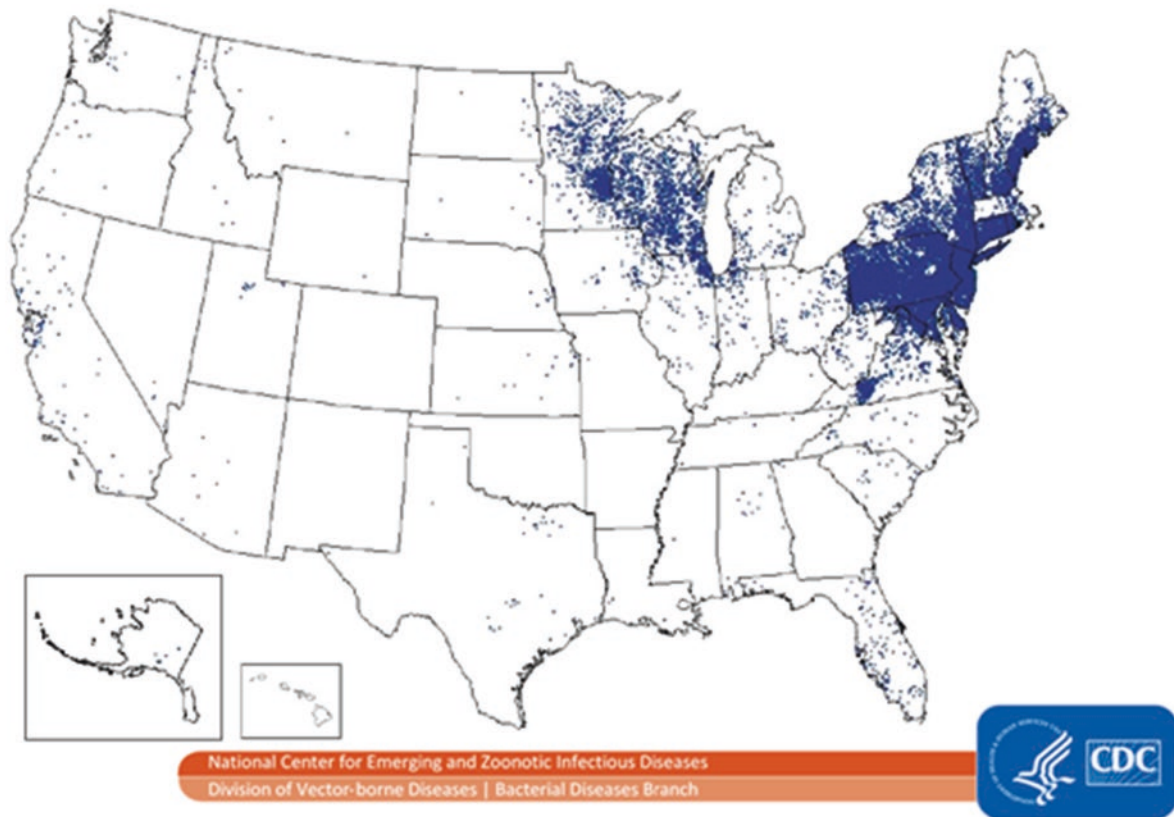 National Center for Emerging and Zoonotic Infectious Diseases
Division of Vector-borne Diseases | Bacterial Diseases Branch
CDC